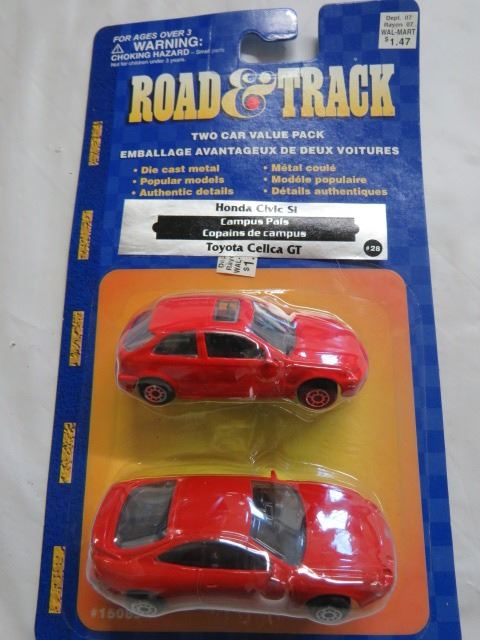 FOR AGES OVER 3
WARNING:
CHOKING HAZARD - Small parts
Not for children under 3 years.
Dept. 07
Rayon 07
WAL-MART
$1.47
ROAD & TRACK
TWO CAR VALUE PACK
EMBALLAGE AVANTAGEUX DE DEUX VOITURES
• Die cast metal
• Popular models
• Authentic details
• Métal coulé
• Modèle populaire
• Détails authentiques
Honda Civic SI
Campus Pals
Copains de campus
Toyota Celica GT
#28
WAL
$1.